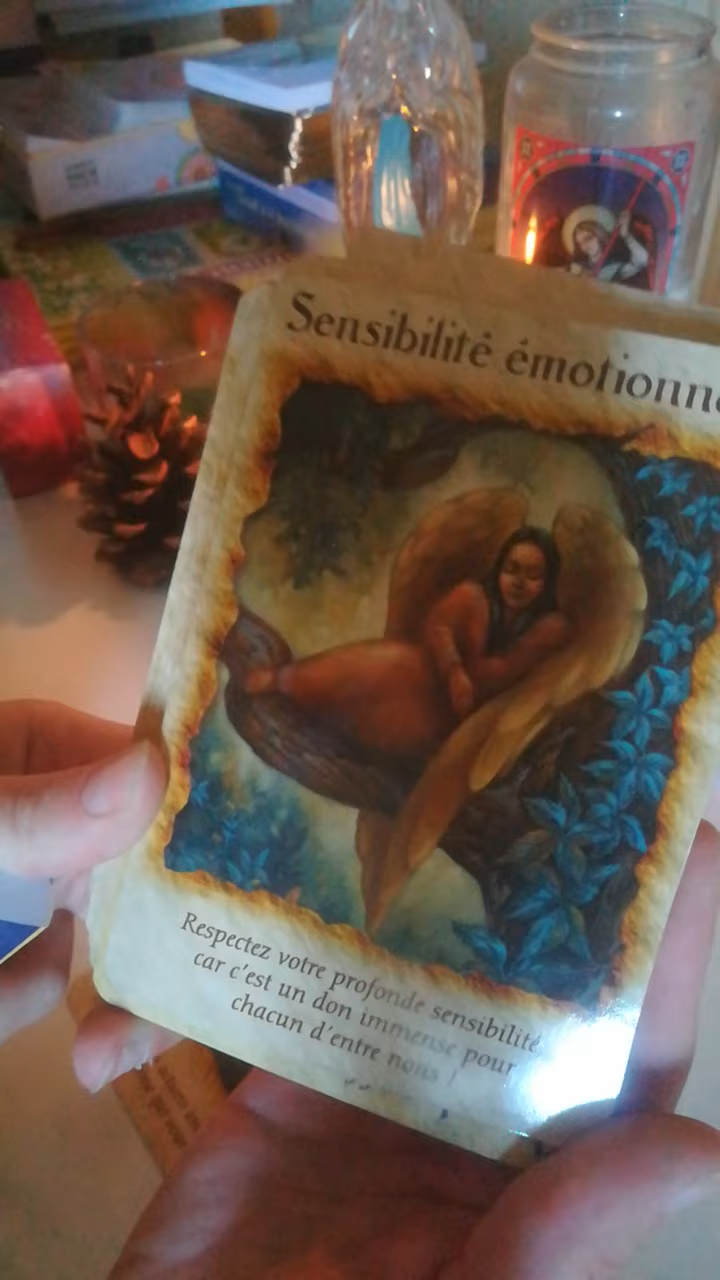 Sensibilité émotionne
Respectez votre profonde sensibilité,
car c'est un don immense pour
chacun d'entre nous !